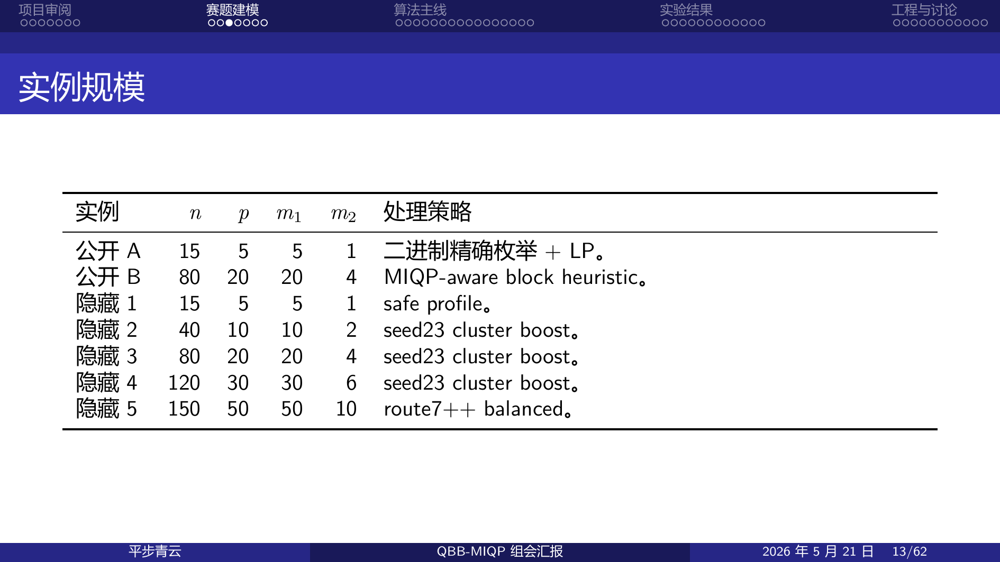 项目审阅 赛题建模 算法主线 实验结果 工程与讨论
实例规模
实例 n p m₁ m₂ 处理策略
公开 A 15 5 5 1 二进制精确枚举 + LP。
公开 B 80 20 20 4 MIQP-aware block heuristic。
隐藏 1 15 5 5 1 safe profile。
隐藏 2 40 10 10 2 seed23 cluster boost。
隐藏 3 80 20 20 4 seed23 cluster boost。
隐藏 4 120 30 30 6 seed23 cluster boost。
隐藏 5 150 50 50 10 route7++ balanced。
平步青云 QBB-MIQP 组会汇报 2026 年 5 月 21 日 13/62